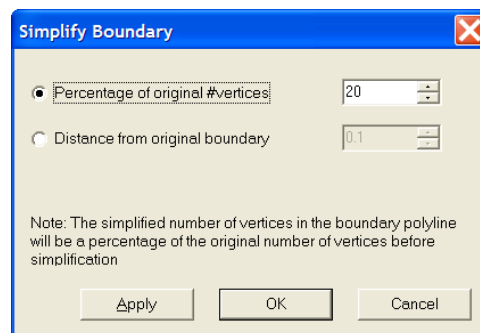 Simplify Boundary
Percentage of original #vertices 20
Distance from original boundary 0.1
Note: The simplified number of vertices in the boundary polyline
will be a percentage of the original number of vertices before
simplification
Apply OK Cancel